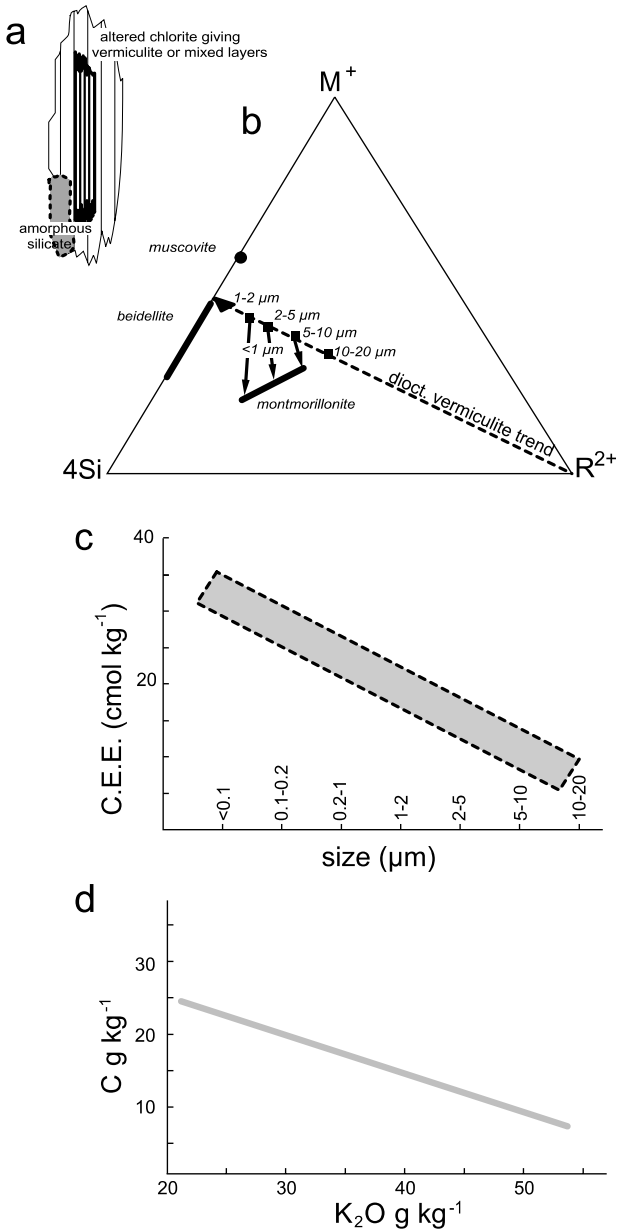 a
altered chlorite giving
vermiculite or mixed layers
amorphous
silicate
b
M+
muscovite
beidellite
1-2 µm
2-5 µm
5-10 µm
<1 µm
10-20 µm
montmorillonite
dioct. vermiculite trend
4Si
R2+
c
40
20
C.E.E. (cmol kg-1)
<0.1
0.1-0.2
0.2-1
1-2
2-5
5-10
10-20
size (µm)
d
30
20
10
C g kg-1
20
30
40
50
K2O g kg-1